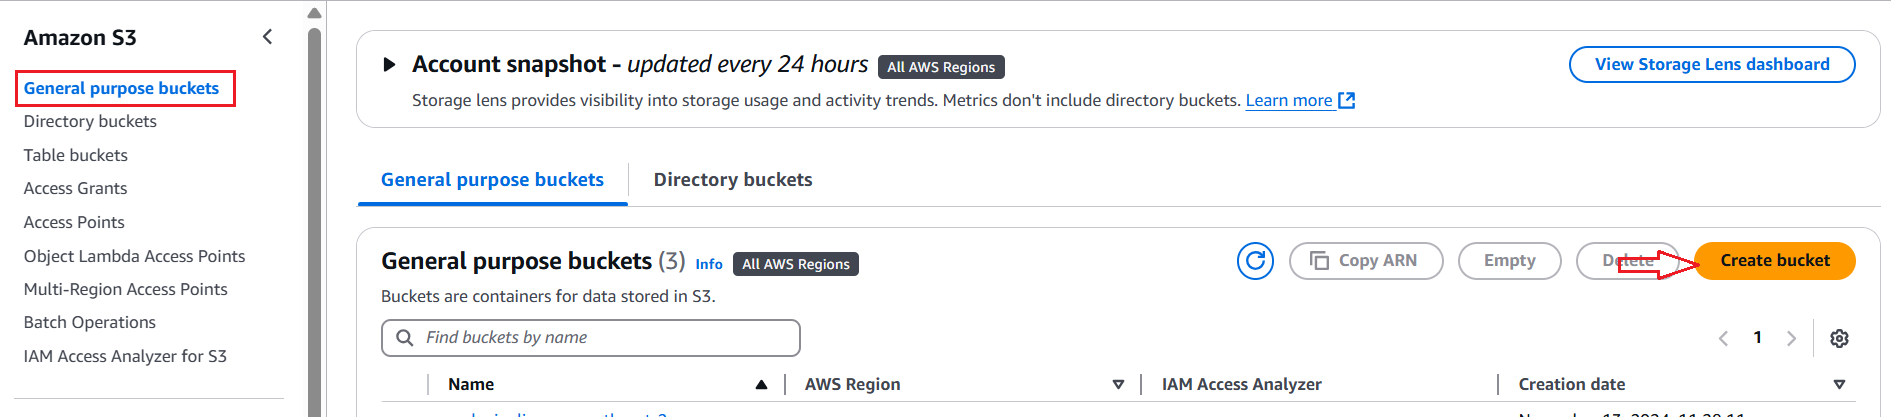 Amazon S3
General purpose buckets
Directory buckets
Table buckets
Access Grants
Access Points
Object Lambda Access Points
Multi-Region Access Points
Batch Operations
IAM Access Analyzer for S3
Account snapshot - updated every 24 hours All AWS Regions
View Storage Lens dashboard
Storage lens provides visibility into storage usage and activity trends. Metrics don't include directory buckets. Learn more
General purpose buckets Directory buckets
General purpose buckets (3) Info All AWS Regions
Copy ARN Empty Delete Create bucket
Buckets are containers for data stored in S3.
Find buckets by name
1
Name AWS Region IAM Access Analyzer Creation date